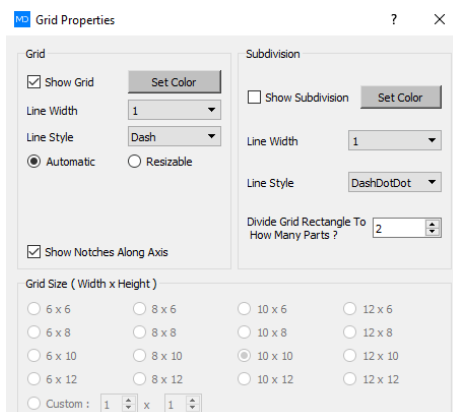 MD Grid Properties ? ×
Grid
Show Grid Set Color
Line Width 1
Line Style Dash
Automatic Resizable
Show Notches Along Axis
Subdivision
Show Subdivision Set Color
Line Width 1
Line Style DashDotDot
Divide Grid Rectangle To
How Many Parts ? 2
Grid Size ( Width x Height )
6 x 6 8 x 6 10 x 6 12 x 6
6 x 8 8 x 8 10 x 8 12 x 8
6 x 10 8 x 10 10 x 10 12 x 10
6 x 12 8 x 12 10 x 12 12 x 12
Custom : 1 x 1